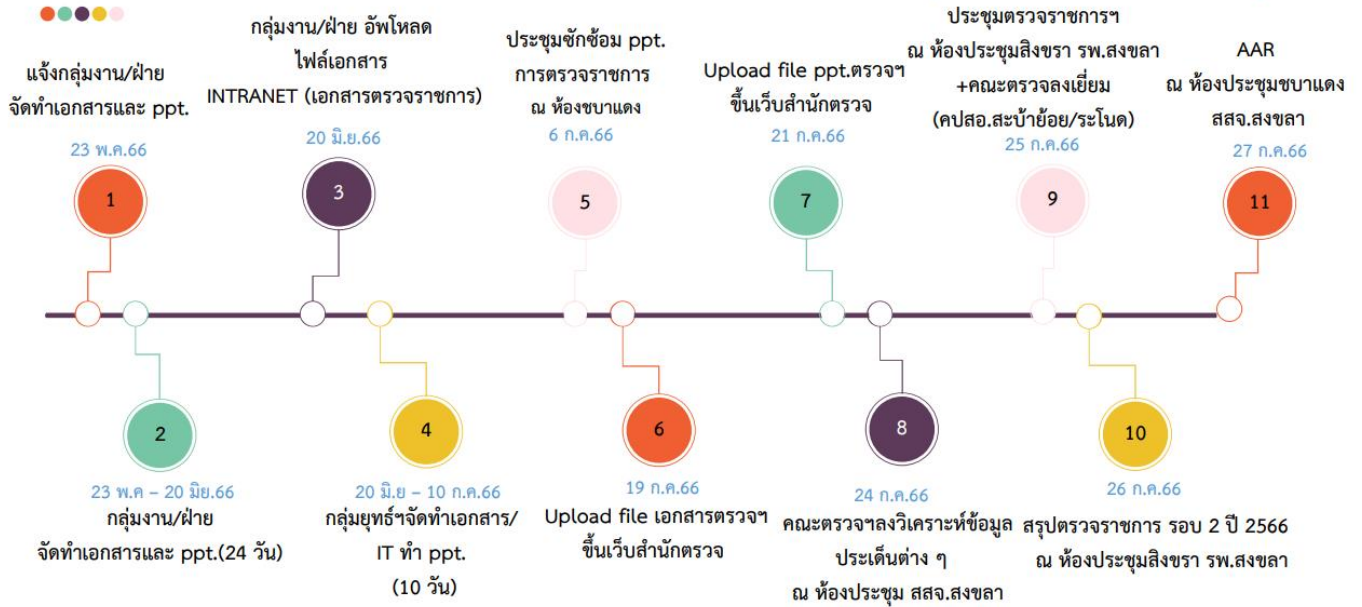 แจ้งกลุ่มงาน/ฝ่าย
จัดทำเอกสารและ ppt.
23 พ.ค.66
1
2
23 พ.ค – 20 มิย.66
กลุ่มงาน/ฝ่าย
จัดทำเอกสารและ ppt.(24 วัน)
กลุ่มงาน/ฝ่าย อัพโหลด
ไฟล์เอกสาร
INTRANET (เอกสารตรวจราชการ)
20 มิ.ย.66
3
4
20 มิ.ย – 10 ก.ค.66
กลุ่มยุทธ์ฯจัดทำเอกสาร/
IT ทำ ppt.
(10 วัน)
ประชุมซักซ้อม ppt.
การตรวจราชการ
ณ ห้องชบาแดง
6 ก.ค.66
5
6
19 ก.ค.66
Upload file เอกสารตรวจฯ
ขึ้นเว็บสำนักตรวจ
Upload file ppt.ตรวจฯ
ขึ้นเว็บสำนักตรวจ
21 ก.ค.66
7
8
24 ก.ค.66
คณะตรวจฯลงวิเคราะห์ข้อมูล
ประเด็นต่าง ๆ
ณ ห้องประชุม สสจ.สงขลา
ประชุมตรวจราชการฯ
ณ ห้องประชุมสิงขรา รพ.สงขลา
+คณะตรวจลงเยี่ยม
(คปสอ.สะบ้าย้อย/ระโนด)
25 ก.ค.66
9
10
26 ก.ค.66
สรุปตรวจราชการ รอบ 2 ปี 2566
ณ ห้องประชุมสิงขรา รพ.สงขลา
AAR
ณ ห้องประชุมชบาแดง
สสจ.สงขลา
27 ก.ค.66
11